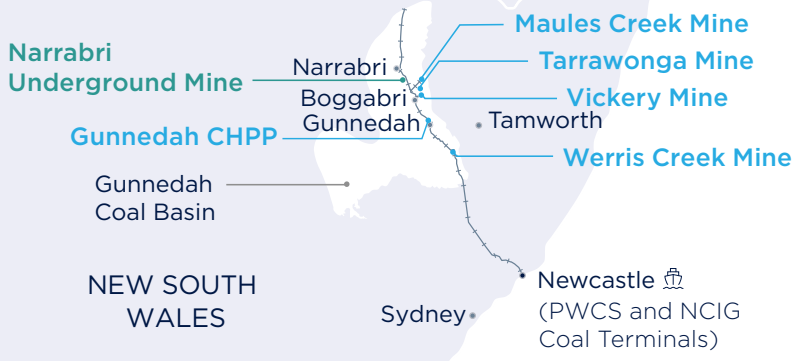 Maules Creek Mine
Narrabri
Underground Mine
Narrabri
Tarrawonga Mine
Boggabri
Vickery Mine
Gunnedah
Tamworth
Gunnedah CHPP
Werris Creek Mine
Gunnedah
Coal Basin
NEW SOUTH
WALES
Newcastle
(PWCS and NCIG
Coal Terminals)
Sydney